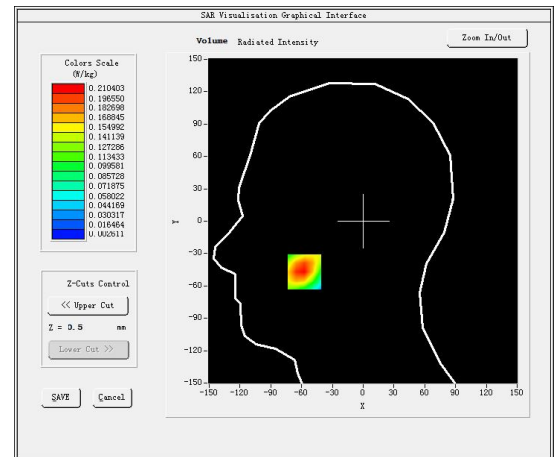 SAR Visualisation Graphical Interface
Volume Radiated Intensity
Zoom In/Out
Colors Scale
(W/kg)
0.210403
0.196550
0.182698
0.168845
0.154992
0.141139
0.127286
0.113433
0.099581
0.085728
0.071875
0.058022
0.044169
0.030317
0.016464
0.002611
150
120
90
60
30
0
-30
-60
-90
-120
-150
Y
-150 -120 -90 -60 -30 0 30 60 90 120 150
X
Z-Cuts Control
<< Upper Cut
Z = 0.5 mm
Lower Cut >>
SAVE Cancel